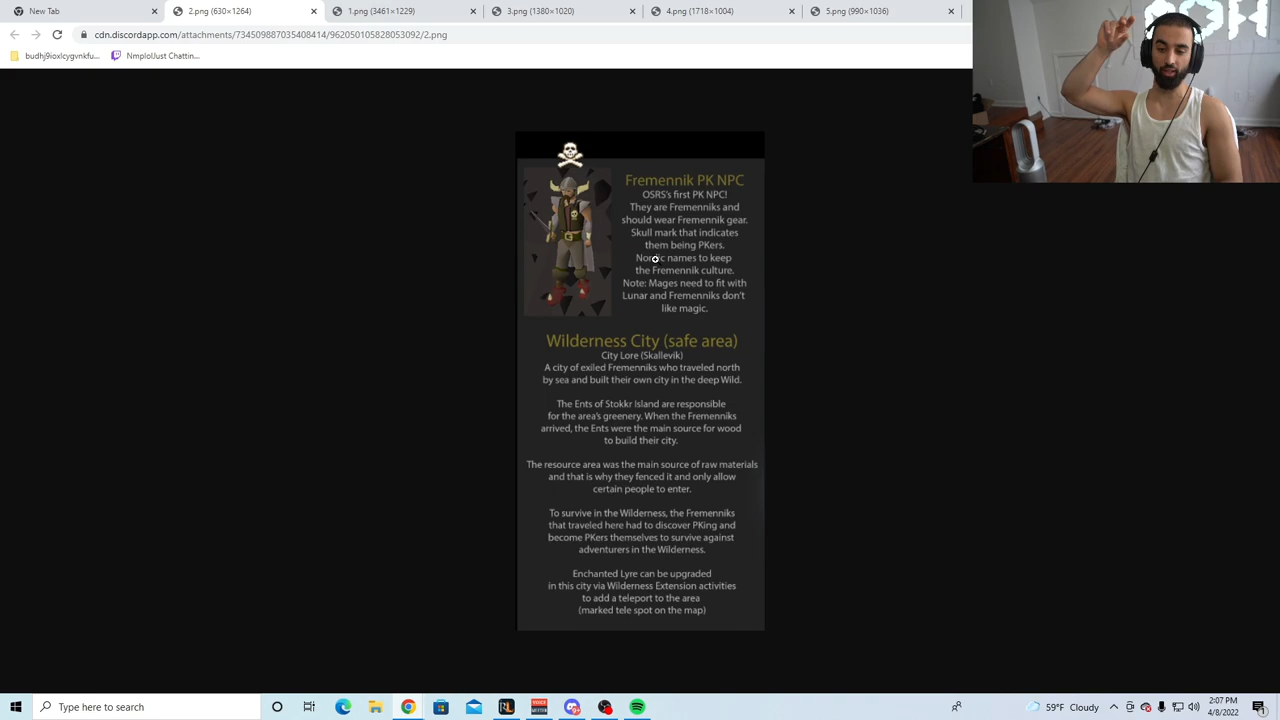 New Tab
2.png (630×1264)
1.png (3461×1229)
3.png (1380×1020)
4.png (1718×1004)
5.png (990×1036)
cdn.discordapp.com/attachments/734509887035408414/962050105828053092/2.png
budhj9ioxlcygvnkfu...
NmplolJust Chattin...
Fremennik PK NPC
OSRS's first PK NPC!
They are Fremenniks and
should wear Fremennik gear.
Skull mark that indicates
them being PKers.
Nordic names to keep
the Fremennik culture.
Note: Mages need to fit with
Lunar and Fremenniks don't
like magic.
Wilderness City (safe area)
City Lore (Skallevik)
A city of exiled Fremenniks who traveled north
by sea and built their own city in the deep Wild.
The Ents of Stokkr Island are responsible
for the area's greenery. When the Fremenniks
arrived, the Ents were the main source for wood
to build their city.
The resource area was the main source of raw materials
and that is why they fenced it and only allow
certain people to enter.
To survive in the Wilderness, the Fremenniks
that traveled here had to discover PKing and
become PKers themselves to survive against
adventurers in the Wilderness.
Enchanted Lyre can be upgraded
in this city via Wilderness Extension activities
to add a teleport to the area
(marked tele spot on the map)
Type here to search
59°F Cloudy
2:07 PM
4/8/2022